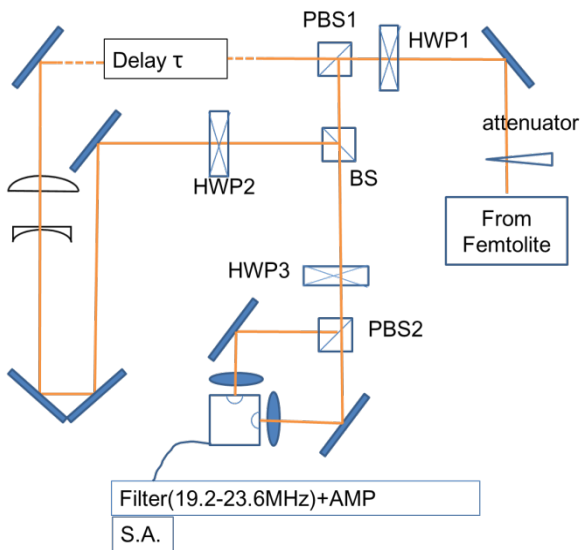 PBS1
HWP1
Delay τ
attenuator
BS
HWP2
From
Femtolite
HWP3
PBS2
Filter(19.2-23.6MHz)+AMP
S.A.